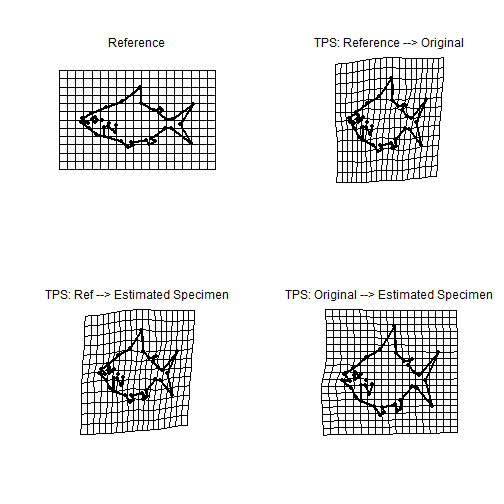 Reference
TPS: Reference --> Original
TPS: Ref --> Estimated Specimen
TPS: Original --> Estimated Specimen